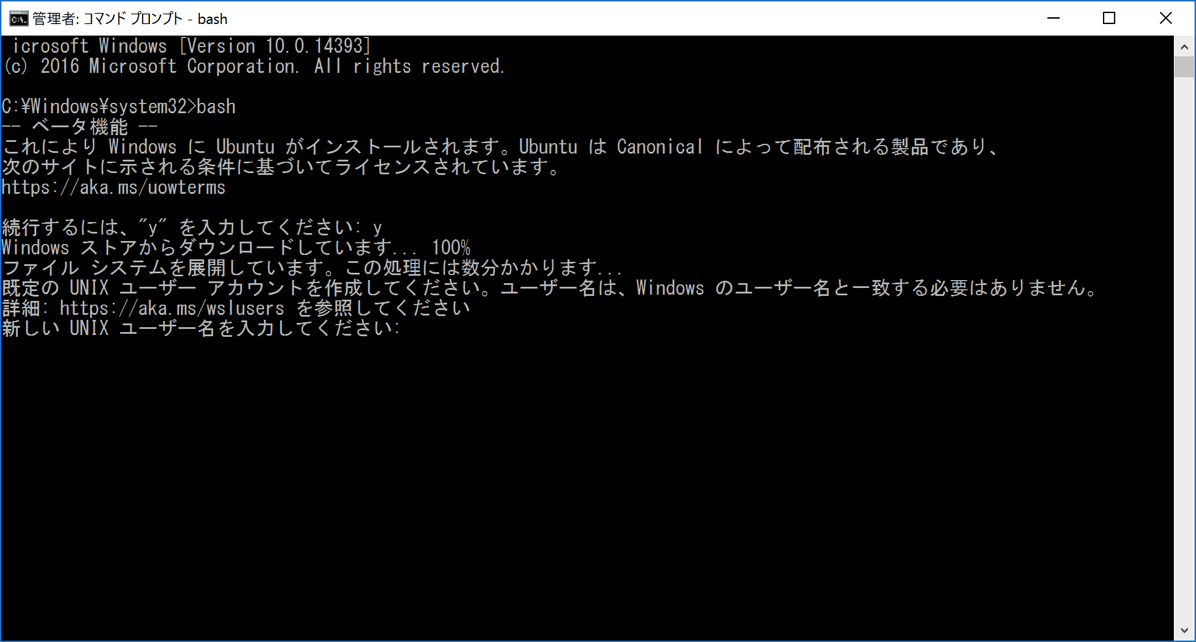 管理者: コマンド プロンプト - bash
icrosoft Windows [Version 10.0.14393]
(c) 2016 Microsoft Corporation. All rights reserved.
C:¥Windows¥system32>bash
-- ベータ機能 --
これにより Windows に Ubuntu がインストールされます。Ubuntu は Canonical によって配布される製品であり、
次のサイトに示される条件に基づいてライセンスされています。
https://aka.ms/uowterms
続行するには、"y" を入力してください: y
Windows ストアからダウンロードしています... 100%
ファイル システムを展開しています。この処理には数分かかります...
既定の UNIX ユーザー アカウントを作成してください。ユーザー名は、Windows のユーザー名と一致する必要はありません。
詳細: https://aka.ms/wslusers を参照してください
新しい UNIX ユーザー名を入力してください: